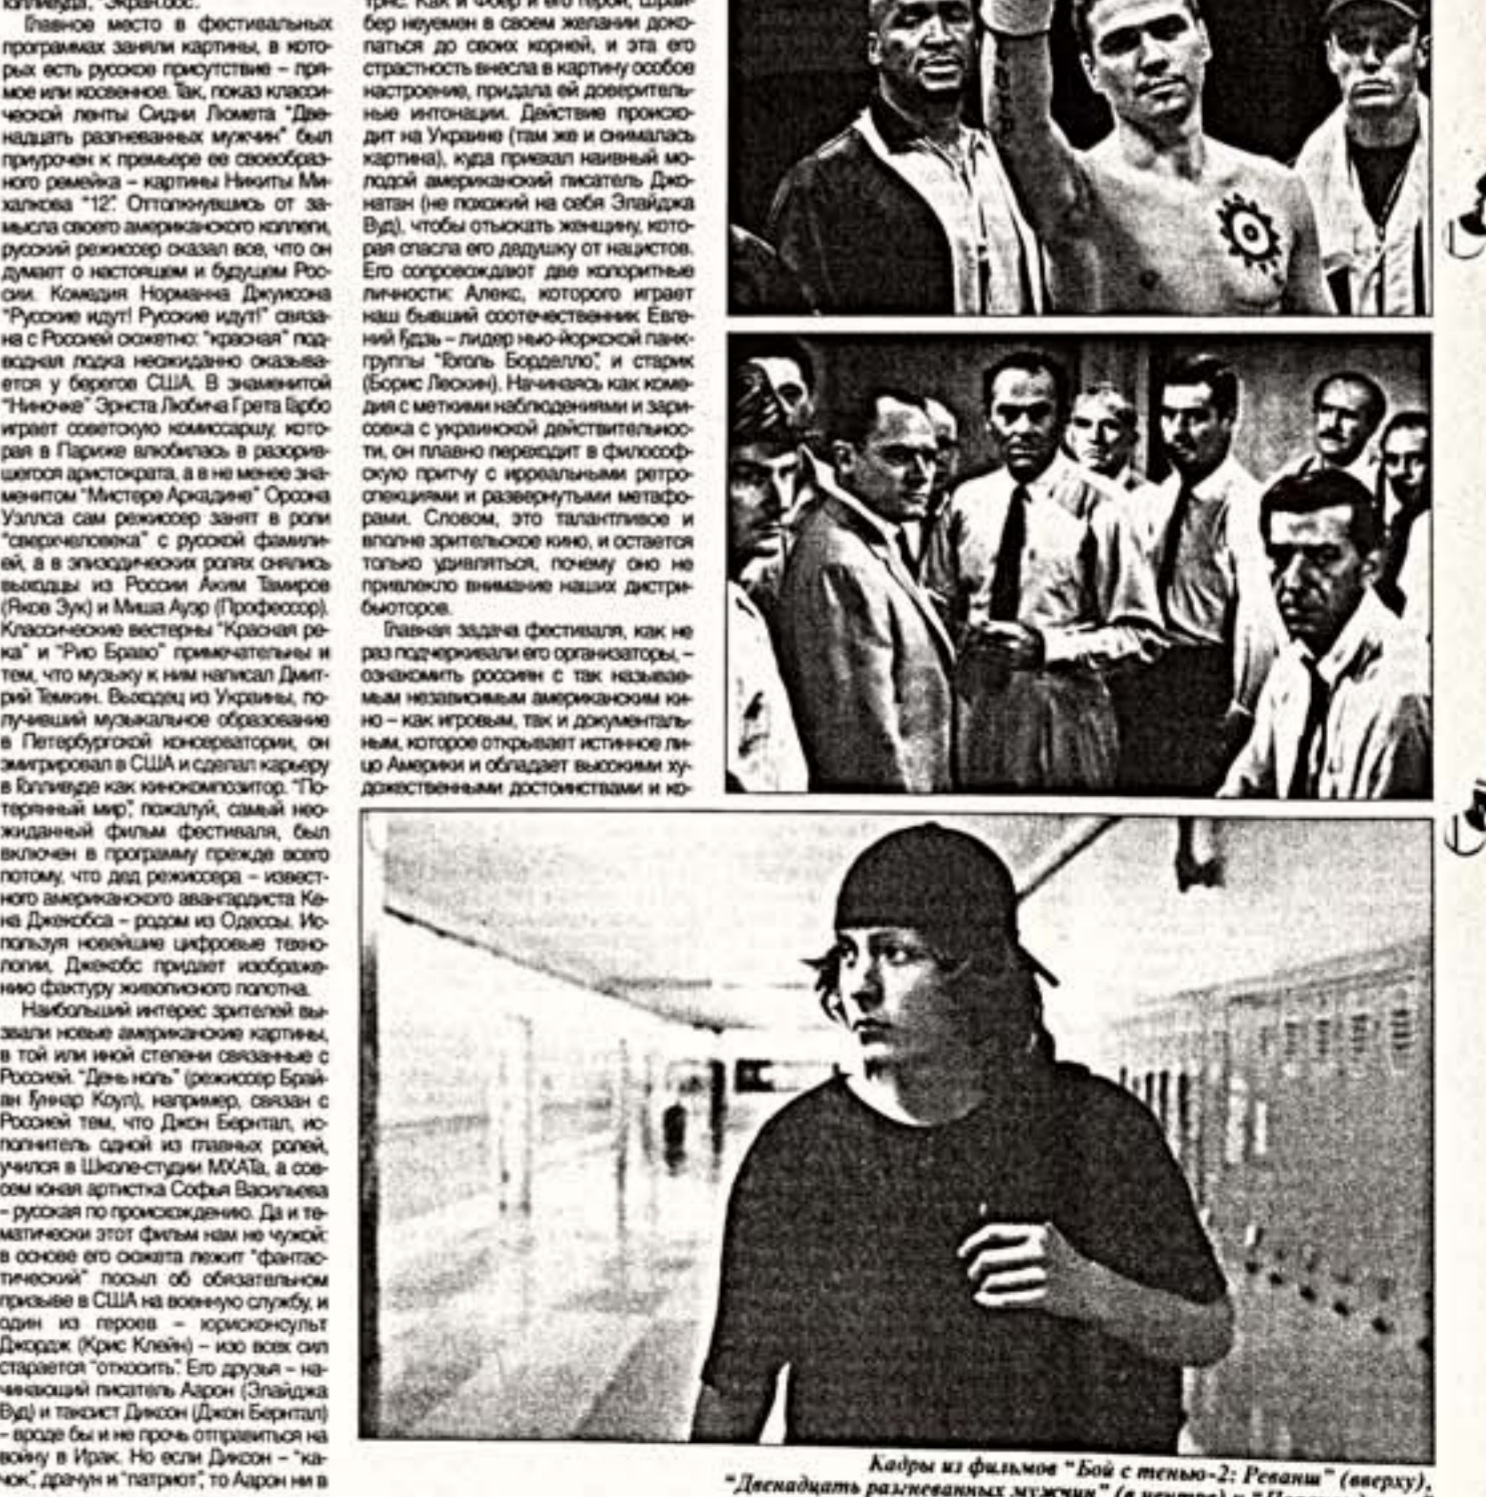 Голливуда", "Экран.doc".
Главное место в фестивальных
программах заняли картины, в кото-
рых есть русское присутствие – пря-
мое или косвенное. Так, показ класси-
ческой ленты Сидни Люмета "Две-
надцать разгневанных мужчин" был
приурочен к премьере ее своеобраз-
ного ремейка – картины Никиты Ми-
халкова "12". Оттолкнувшись от за-
мысла своего американского коллеги,
русский режиссер сказал все, что он
думает о настоящем и будущем Рос-
сии. Комедия Норманна Джуисона
"Русские идут! Русские идут!" связа-
на с Россией сюжетно: "красная" под-
водная лодка неожиданно оказыва-
ется у берегов США. В знаменитой
"Ниночке" Эрнста Любича Грета Гарбо
играет советскую комиссаршу, кото-
рая в Париже влюбилась в разорив-
шегося аристократа, а в не менее зна-
менитом "Мистере Аркадине" Орсона
Уэллса сам режиссер занят в роли
"сверхчеловека" с русской фамили-
ей, а в эпизодических ролях снялись
выходцы из России Аким Тамиров
(Яков Зук) и Миша Ауэр (Профессор).
Классические вестерны "Красная ре-
ка" и "Рио Браво" примечательны и
тем, что музыку к ним написал Дмит-
рий Темкин. Выходец из Украины, по-
лучивший музыкальное образование
в Петербургской консерватории, он
эмигрировал в США и сделал карьеру
в Голливуде как кинокомпозитор. "По-
терянный мир", пожалуй, самый нео-
жиданный фильм фестиваля, был
включен в программу прежде всего
потому, что дед режиссера – извест-
ного американского авангардиста Ке-
на Джекобса – родом из Одессы. Ис-
пользуя новейшие цифровые техно-
логии, Джекобс придает изображе-
нию фактуру живописного полотна.
Наибольший интерес зрителей вы-
звали новые американские картины,
в той или иной степени связанные с
Россией. "День ноль" (режиссер Брай-
ан Гуннар Коул), например, связан с
Россией тем, что Джон Бернтал, ис-
полнитель одной из главных ролей,
учился в Школе-студии МХАТа, а сов-
сем юная артистка Софья Васильева
– русская по происхождению. Да и те-
матически этот фильм нам не чужой:
в основе его сюжета лежит "фантас-
тический" посыл об обязательном
призыве в США на военную службу, и
один из героев – юрисконсульт
Джордж (Крис Клейн) – изо всех сил
старается "откосить". Его друзья – на-
чинающий писатель Аарон (Элайджа
Вуд) и таксист Диксон (Джон Бернтал)
– вроде бы и не прочь отправиться на
войну в Ирак. Но если Диксон – "ка-
чок", драчун и "патриот", то Аарон ни в
трис. Как и Фоер и его герой, Шрай-
бер неуемен в своем желании доко-
паться до своих корней, и эта его
страстность внесла в картину особое
настроение, придала ей доверитель-
ные интонации. Действие происхо-
дит на Украине (там же и снималась
картина), куда приехал наивный мо-
лодой американский писатель Джо-
натан (не похожий на себя Элайджа
Вуд), чтобы отыскать женщину, кото-
рая спасла его дедушку от нацистов.
Его сопровождают две колоритные
личности: Алекс, которого играет
наш бывший соотечественник Евге-
ний Гудзь – лидер нью-йоркской панк-
группы "Гоголь Борделло", и старик
(Борис Лескин). Начинаясь как коме-
дия с меткими наблюдениями и зари-
совка с украинской действительнос-
ти, он плавно переходит в философ-
скую притчу с ирреальными ретро-
спекциями и развернутыми метафо-
рами. Словом, это талантливое и
вполне зрительское кино, и остается
только удивляться, почему оно не
привлекло внимание наших дистри-
бьюторов.
Главная задача фестиваля, как не
раз подчеркивали его организаторы, –
ознакомить россиян с так называе-
мым независимым американским ки-
но – как игровым, так и документаль-
ным, которое открывает истинное ли-
цо Америки и обладает высокими ху-
дожественными достоинствами и ко-
Кадры из фильмов "Бой с тенью-2: Реванш" (вверху),
"Двенадцать разгневанных мужчин" (в центре) и